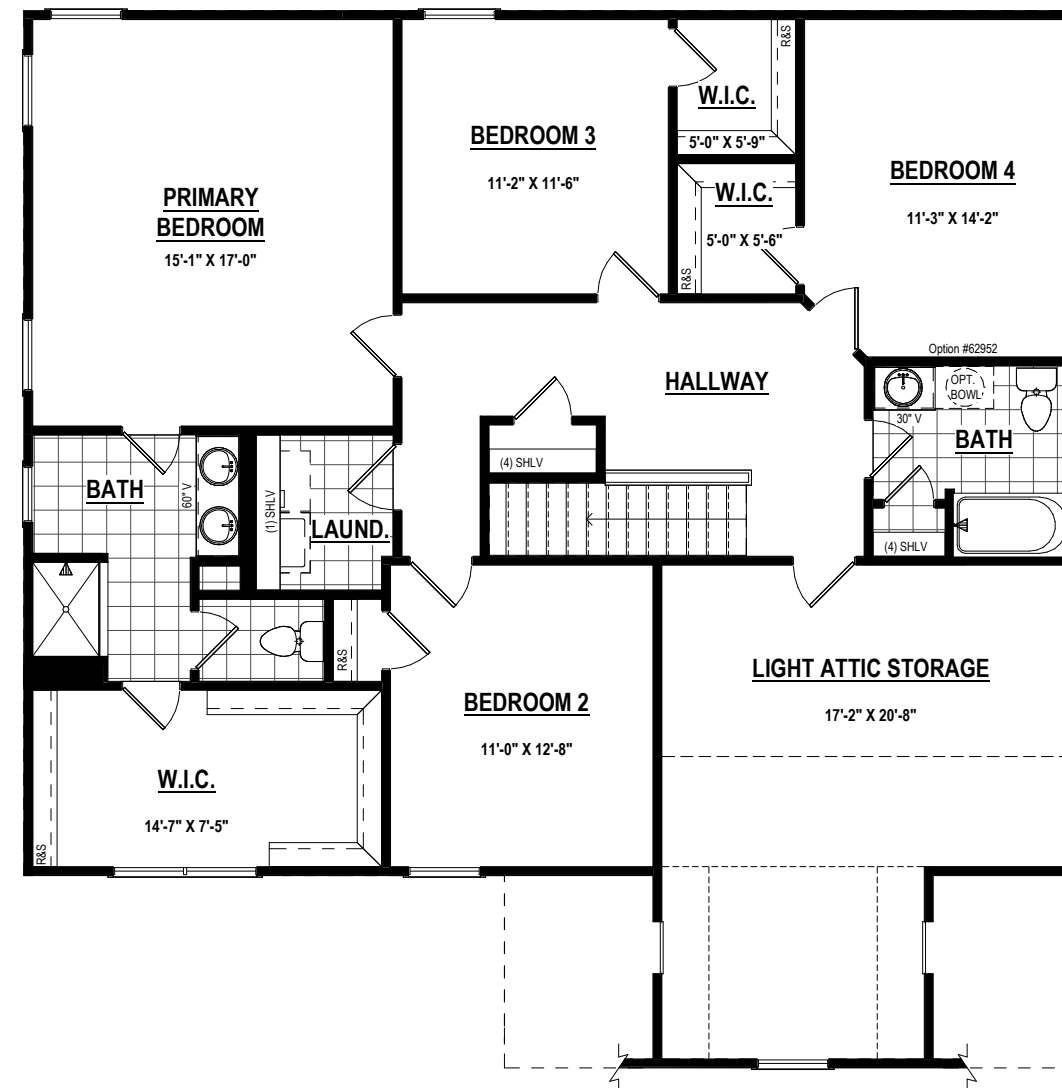 R&S
W.I.C.
5'-0" X 5'-9"
BEDROOM 3
11'-2" X 11'-6"
BEDROOM 4
11'-3" X 14'-2"
PRIMARY
BEDROOM
15'-1" X 17'-0"
W.I.C.
5'-0" X 5'-6"
R&S
Option #62952
HALLWAY
OPT.
BOWL
30" V
BATH
(4) SHLV
(4) SHLV
BATH
60" V
(1) SHLV
LAUND.
R&S
BEDROOM 2
11'-0" X 12'-8"
LIGHT ATTIC STORAGE
17'-2" X 20'-8"
W.I.C.
14'-7" X 7'-5"
R&S